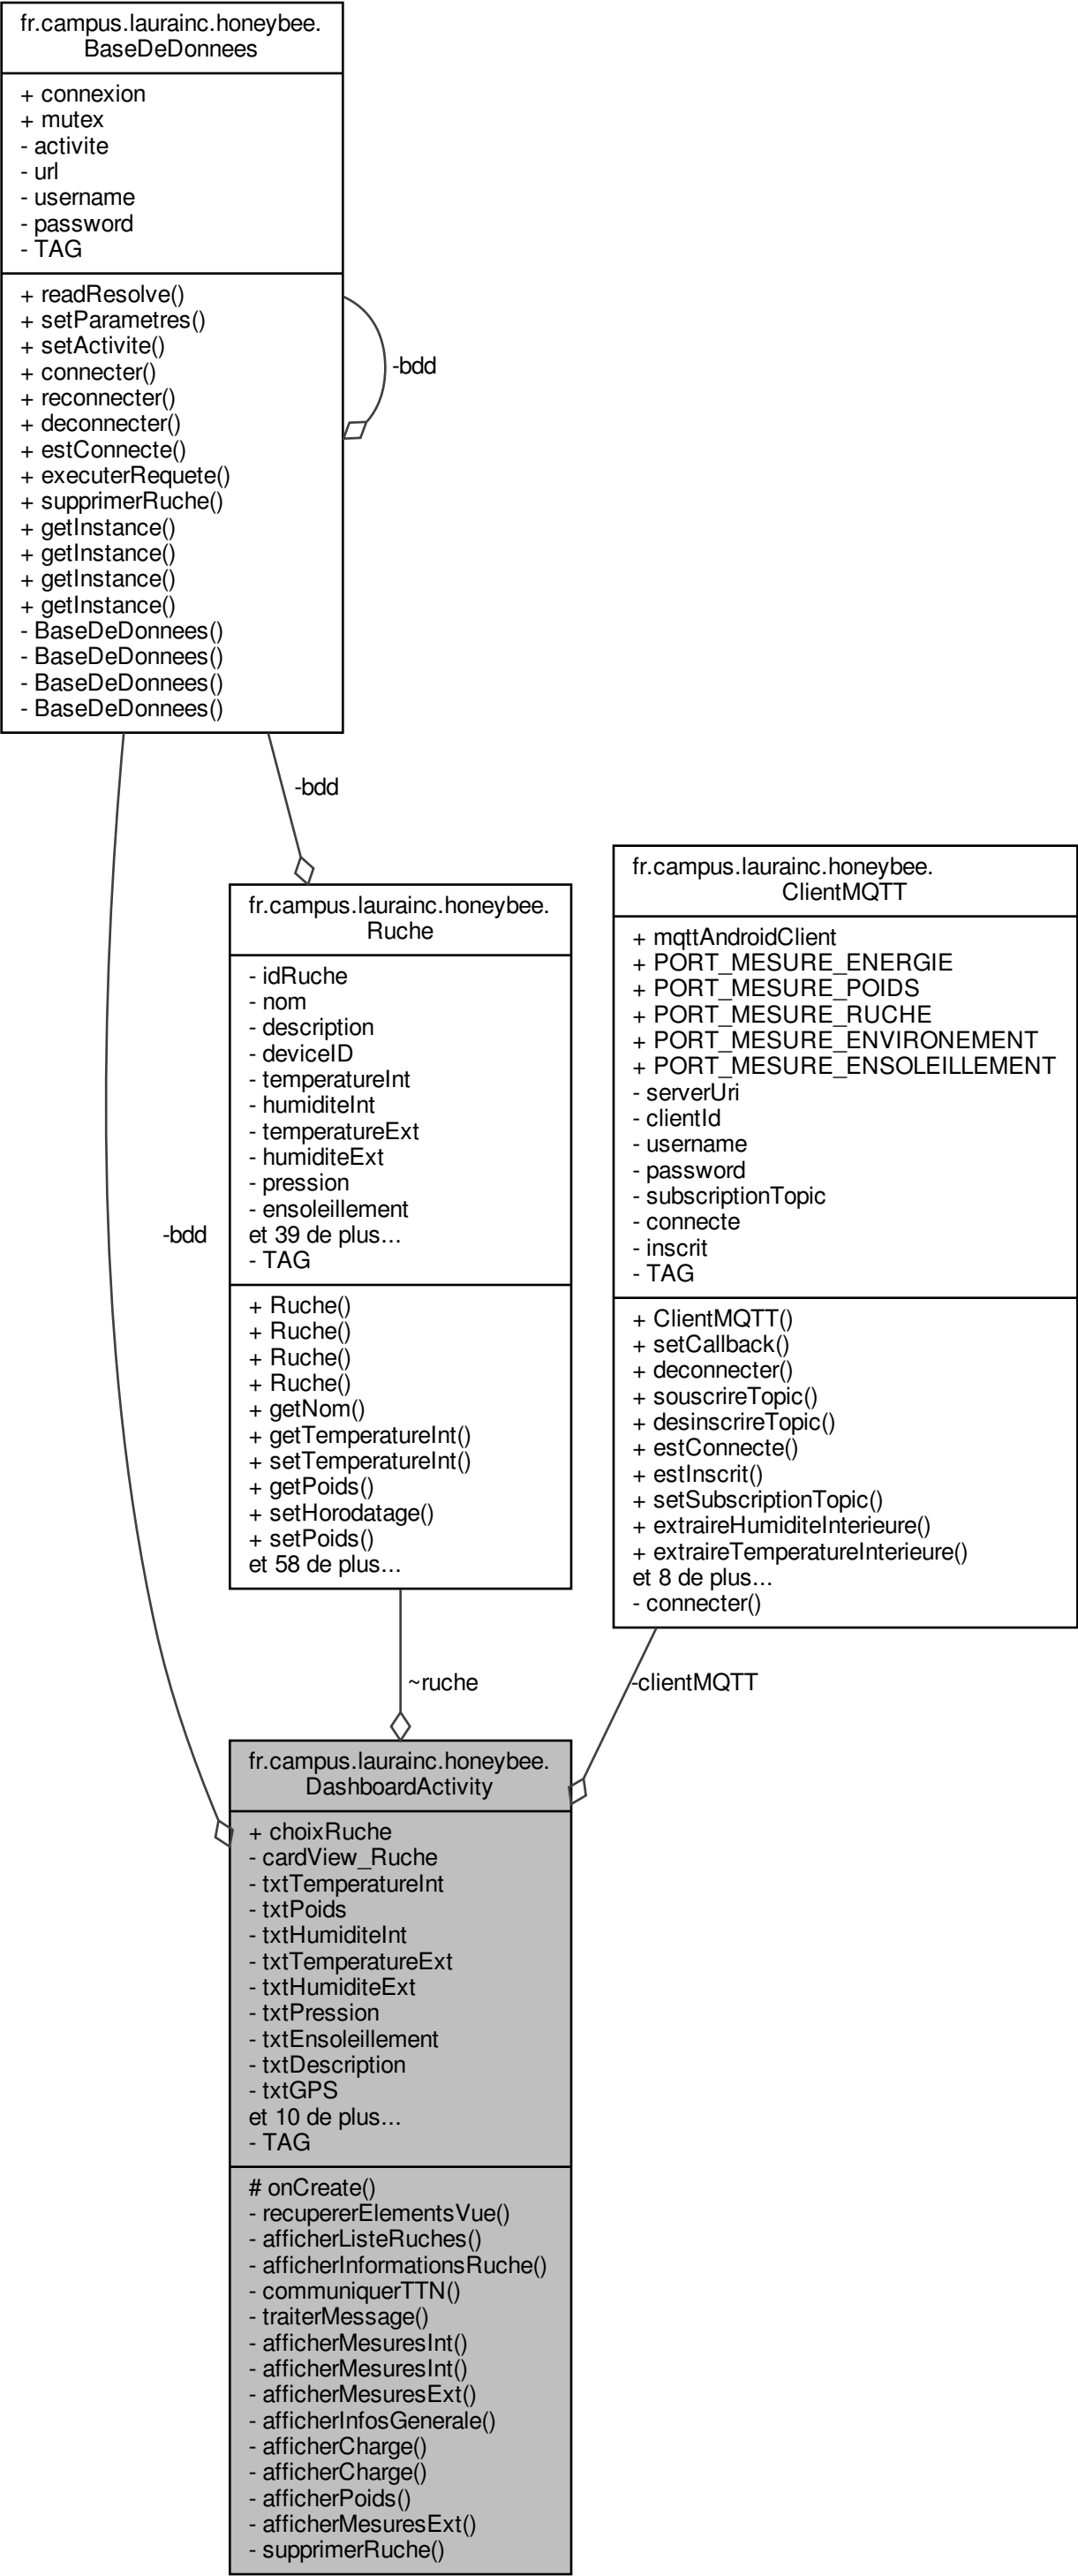 fr.campus.laurainc.honeybee.
BaseDeDonnees
+ connexion
+ mutex
- activite
- url
- username
- password
- TAG
+ readResolve()
+ setParametres()
+ setActivite()
+ connecter()
+ reconnecter()
+ deconnecter()
+ estConnecte()
+ executerRequete()
+ supprimerRuche()
+ getInstance()
+ getInstance()
+ getInstance()
+ getInstance()
- BaseDeDonnees()
- BaseDeDonnees()
- BaseDeDonnees()
- BaseDeDonnees()
-bdd
-bdd
-bdd
fr.campus.laurainc.honeybee.
Ruche
- idRuche
- nom
- description
- deviceID
- temperatureInt
- humiditeInt
- temperatureExt
- humiditeExt
- pression
- ensoleillement
et 39 de plus...
- TAG
+ Ruche()
+ Ruche()
+ Ruche()
+ Ruche()
+ getNom()
+ getTemperatureInt()
+ setTemperatureInt()
+ getPoids()
+ setHorodatage()
+ setPoids()
et 58 de plus...
fr.campus.laurainc.honeybee.
ClientMQTT
+ mqttAndroidClient
+ PORT_MESURE_ENERGIE
+ PORT_MESURE_POIDS
+ PORT_MESURE_RUCHE
+ PORT_MESURE_ENVIRONEMENT
+ PORT_MESURE_ENSOLEILLEMENT
- serverUri
- clientId
- username
- password
- subscriptionTopic
- connecte
- inscrit
- TAG
+ ClientMQTT()
+ setCallback()
+ deconnecter()
+ souscrireTopic()
+ desinscrireTopic()
+ estConnecte()
+ estInscrit()
+ setSubscriptionTopic()
+ extraireHumiditeInterieure()
+ extraireTemperatureInterieure()
et 8 de plus...
- connecter()
~ruche
-clientMQTT
fr.campus.laurainc.honeybee.
DashboardActivity
+ choixRuche
- cardView_Ruche
- txtTemperatureInt
- txtPoids
- txtHumiditeInt
- txtTemperatureExt
- txtHumiditeExt
- txtPression
- txtEnsoleillement
- txtDescription
- txtGPS
et 10 de plus...
- TAG
# onCreate()
- recupererElementsVue()
- afficherListeRuches()
- afficherInformationsRuche()
- communiquerTTN()
- traiterMessage()
- afficherMesuresInt()
- afficherMesuresInt()
- afficherMesuresExt()
- afficherInfosGenerale()
- afficherCharge()
- afficherCharge()
- afficherPoids()
- afficherMesuresExt()
- supprimerRuche()